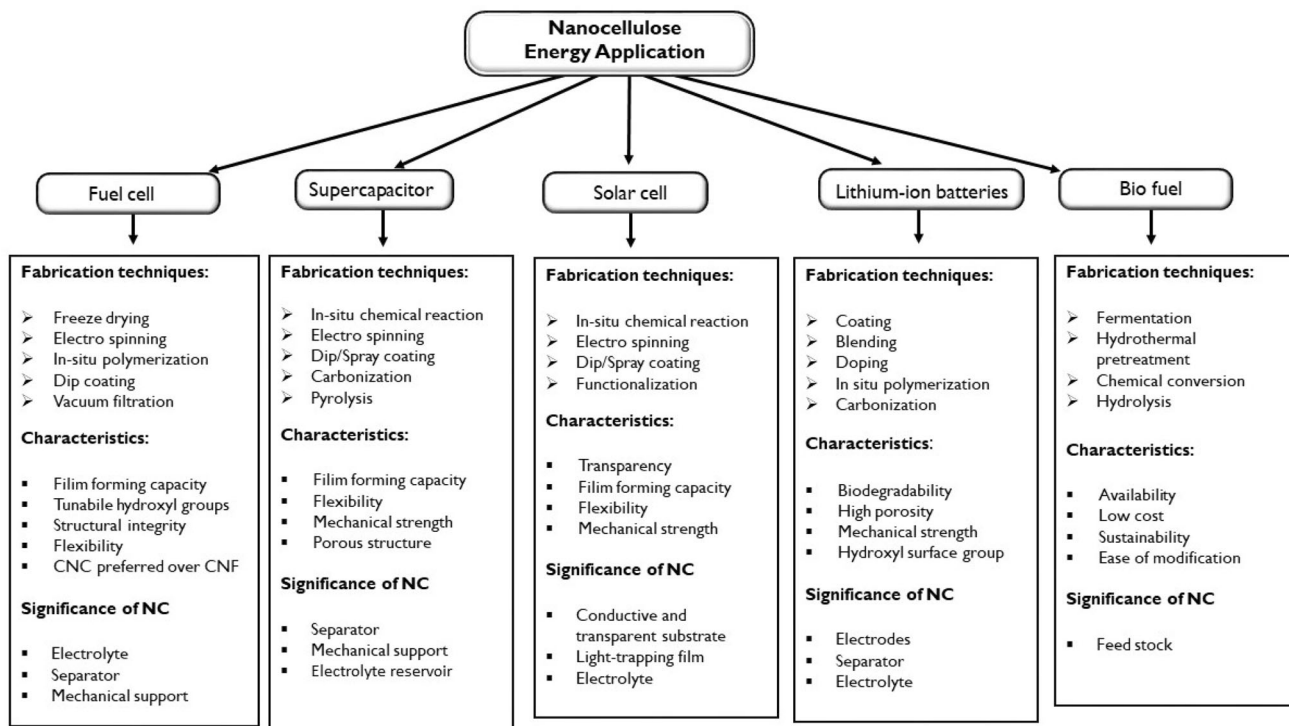 Nanocellulose
Energy Application
Fuel cell
Supercapacitor
Solar cell
Lithium-ion batteries
Bio fuel
Fabrication techniques:
➢ Freeze drying
➢ Electro spinning
➢ In-situ polymerization
➢ Dip coating
➢ Vacuum filtration
Characteristics:
▪ Filim forming capacity
▪ Tunabile hydroxyl groups
▪ Structural integrity
▪ Flexibility
▪ CNC preferred over CNF
Significance of NC
▪ Electrolyte
▪ Separator
▪ Mechanical support
Fabrication techniques:
➢ In-situ chemical reaction
➢ Electro spinning
➢ Dip/Spray coating
➢ Carbonization
➢ Pyrolysis
Characteristics:
▪ Filim forming capacity
▪ Flexibility
▪ Mechanical strength
▪ Porous structure
Significance of NC
▪ Separator
▪ Mechanical support
▪ Electrolyte reservoir
Fabrication techniques:
➢ In-situ chemical reaction
➢ Electro spinning
➢ Dip/Spray coating
➢ Functionalization
Characteristics:
▪ Transparency
▪ Filim forming capacity
▪ Flexibility
▪ Mechanical strength
Significance of NC
▪ Conductive and
transparent substrate
▪ Light-trapping film
▪ Electrolyte
Fabrication techniques:
➢ Coating
➢ Blending
➢ Doping
➢ In situ polymerization
➢ Carbonization
Characteristics:
▪ Biodegradability
▪ High porosity
▪ Mechanical strength
▪ Hydroxyl surface group
Significance of NC
▪ Electrodes
▪ Separator
▪ Electrolyte
Fabrication techniques:
➢ Fermentation
➢ Hydrothermal
pretreatment
➢ Chemical conversion
➢ Hydrolysis
Characteristics:
▪ Availability
▪ Low cost
▪ Sustainability
▪ Ease of modification
Significance of NC
▪ Feed stock